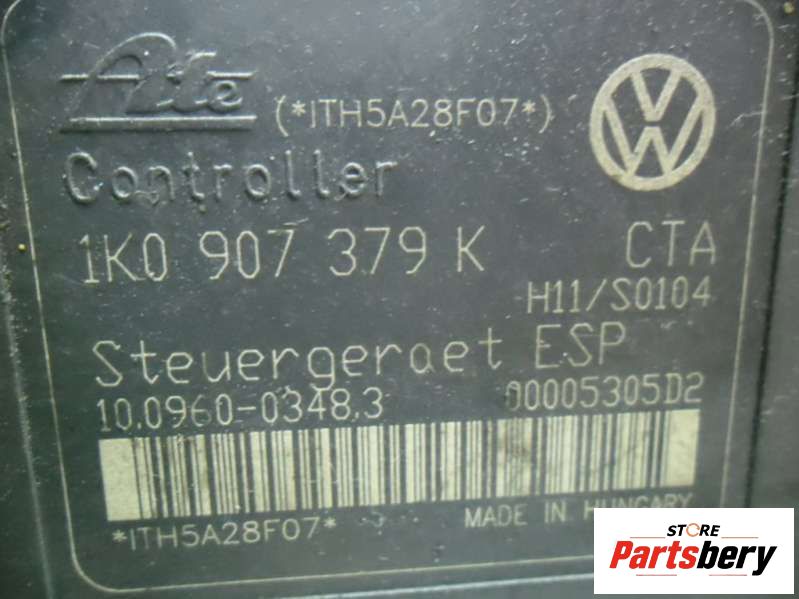 Ate (*ITH5A28F07*)
Controller
1K0 907 379 K CTA
H11/S0104
Steuergeraet ESP
10.0960-0348.3 00005305D2
MADE IN HUNGARY
*ITH5A28F07*
STORE
Partsbery